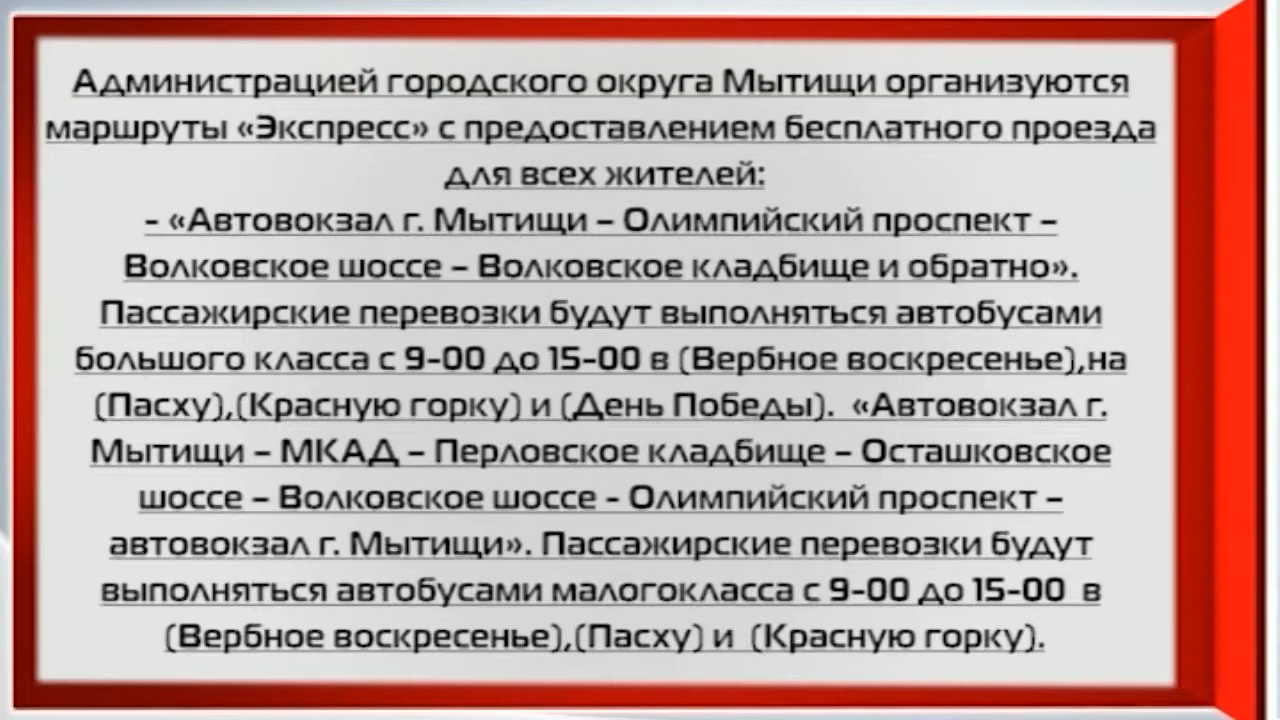 Администрацией городского округа Мытищи организуются
маршруты «Экспресс» с предоставлением бесплатного проезда
для всех жителей:
- «Автовокзал г. Мытищи – Олимпийский проспект –
Волковское шоссе – Волковское кладбище и обратно».
Пассажирские перевозки будут выполняться автобусами
большого класса с 9-00 до 15-00 в (Вербное воскресенье),на
(Пасху),(Красную горку) и (День Победы).  «Автовокзал г.
Мытищи – МКАД – Перловское кладбище – Осташковское
шоссе – Волковское шоссе - Олимпийский проспект –
автовокзал г. Мытищи». Пассажирские перевозки будут
выполняться автобусами малогокласса с 9-00 до 15-00  в
(Вербное воскресенье),(Пасху) и  (Красную горку).